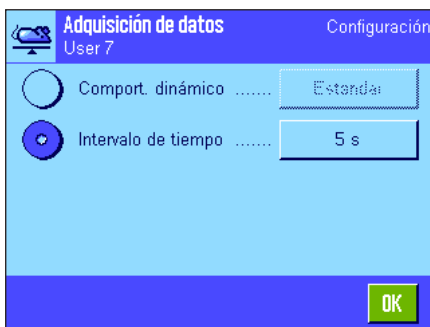 Adquisición de datos Configuración
User 7
Comport. dinámico ....... Estandar
Intervalo de tiempo ....... 5 s
OK